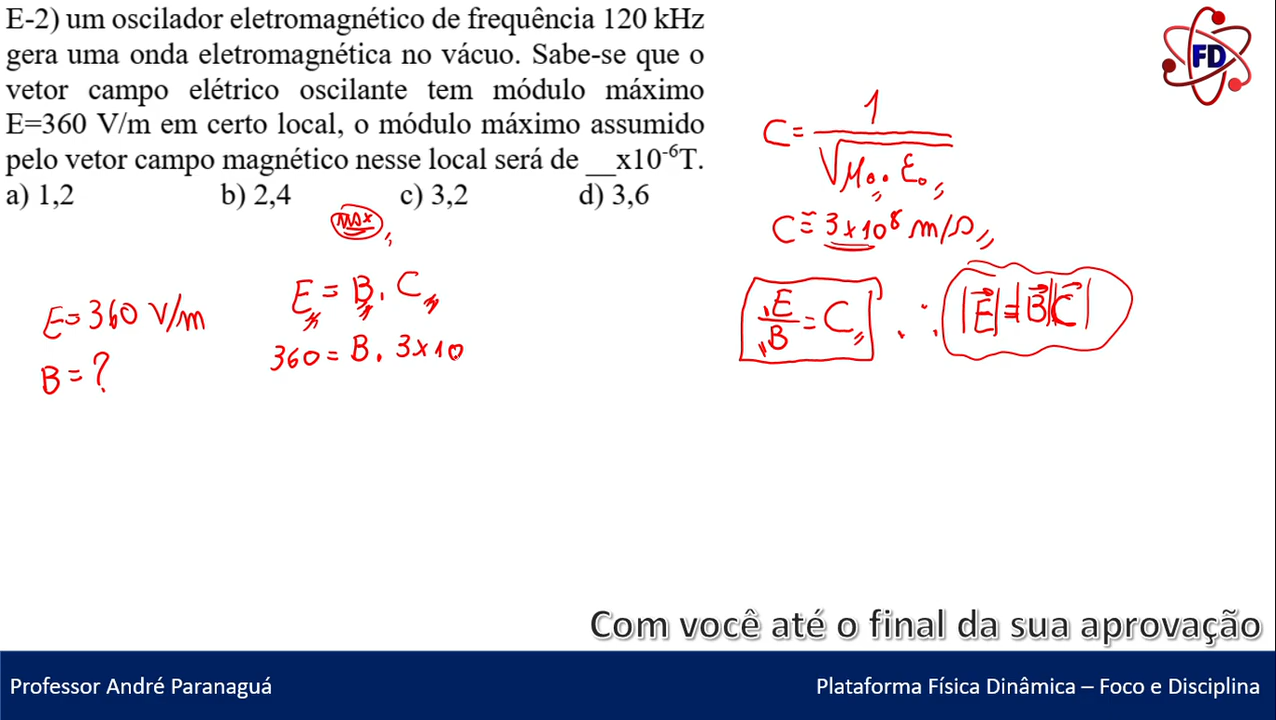 E-2) um oscilador eletromagnético de frequência 120 kHz
gera uma onda eletromagnética no vácuo. Sabe-se que o
vetor campo elétrico oscilante tem módulo máximo
E=360 V/m em certo local, o módulo máximo assumido
pelo vetor campo magnético nesse local será de __x10⁻⁶T.
a) 1,2 b) 2,4 c) 3,2 d) 3,6
max
E = B . C
E=360 V/m
360 = B . 3x10
B = ?
FD
C = 1/√μ₀.ε₀
C ≅ 3x10⁸ m/s
E/B = C ∴ |E⃗|=|B⃗||C⃗|
Com você até o final da sua aprovação
Professor André Paranaguá
Plataforma Física Dinâmica – Foco e Disciplina